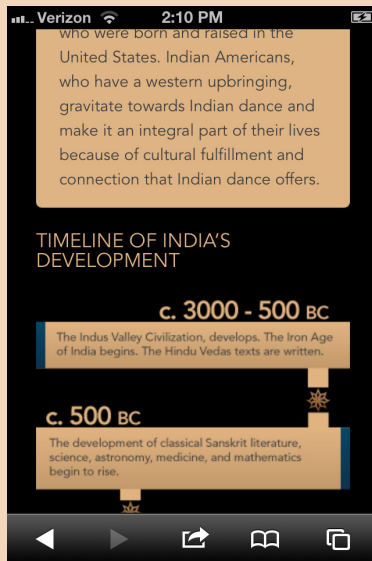 Verizon 2:10 PM
who were born and raised in the
United States. Indian Americans,
who have a western upbringing,
gravitate towards Indian dance and
make it an integral part of their lives
because of cultural fulfillment and
connection that Indian dance offers.
TIMELINE OF INDIA'S
DEVELOPMENT
c. 3000 - 500 BC
The Indus Valley Civilization, develops. The Iron Age
of India begins. The Hindu Vedas texts are written.
c. 500 BC
The development of classical Sanskrit literature,
science, astronomy, medicine, and mathematics
begin to rise.